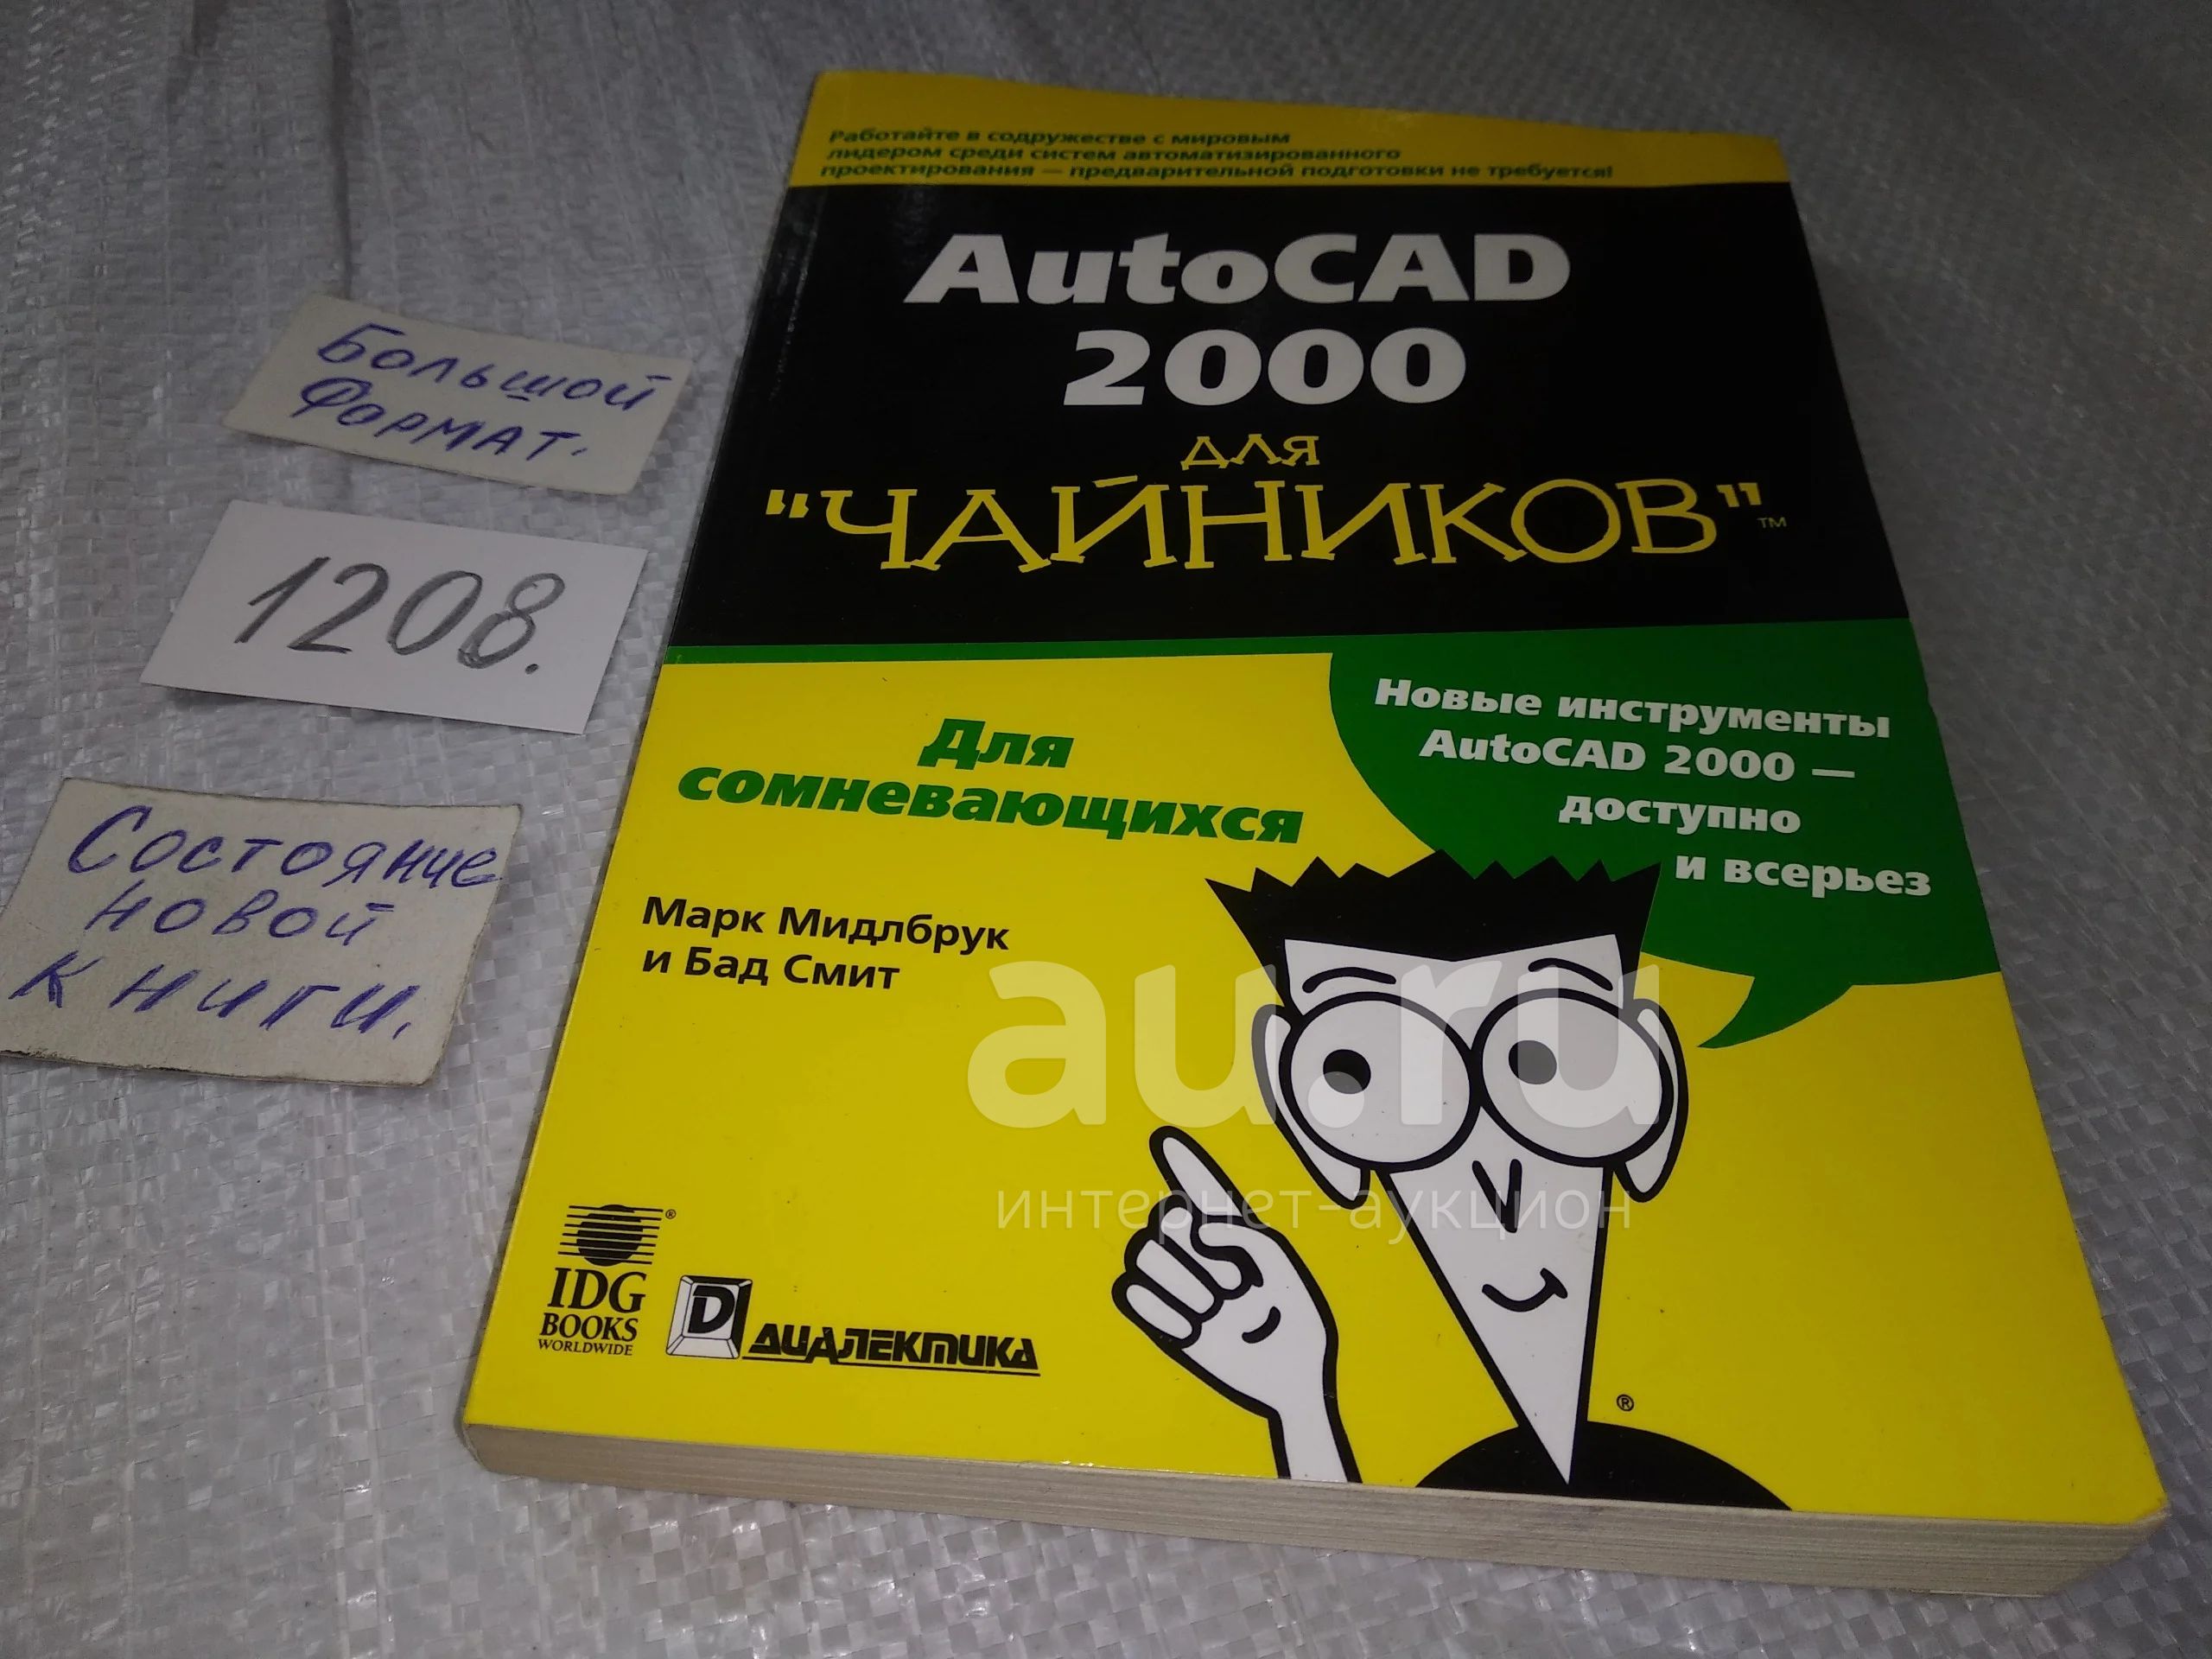 Работайте в содружестве с мировым
лидером среди систем автоматизированного
проектирования — предварительной подготовки не требуется!
AutoCAD
2000
для
"ЧАЙНИКОВ"™
Большой
Формат.
1208.
Состояние
новой
книги.
Для
сомневающихся
Новые инструменты
AutoCAD 2000 —
доступно
и всерьез
Марк Мидлбрук
и Бад Смит
au.ru
интернет-аукцион
®
IDG
BOOKS
WORLDWIDE
D ДИАЛЕКТИКА
®